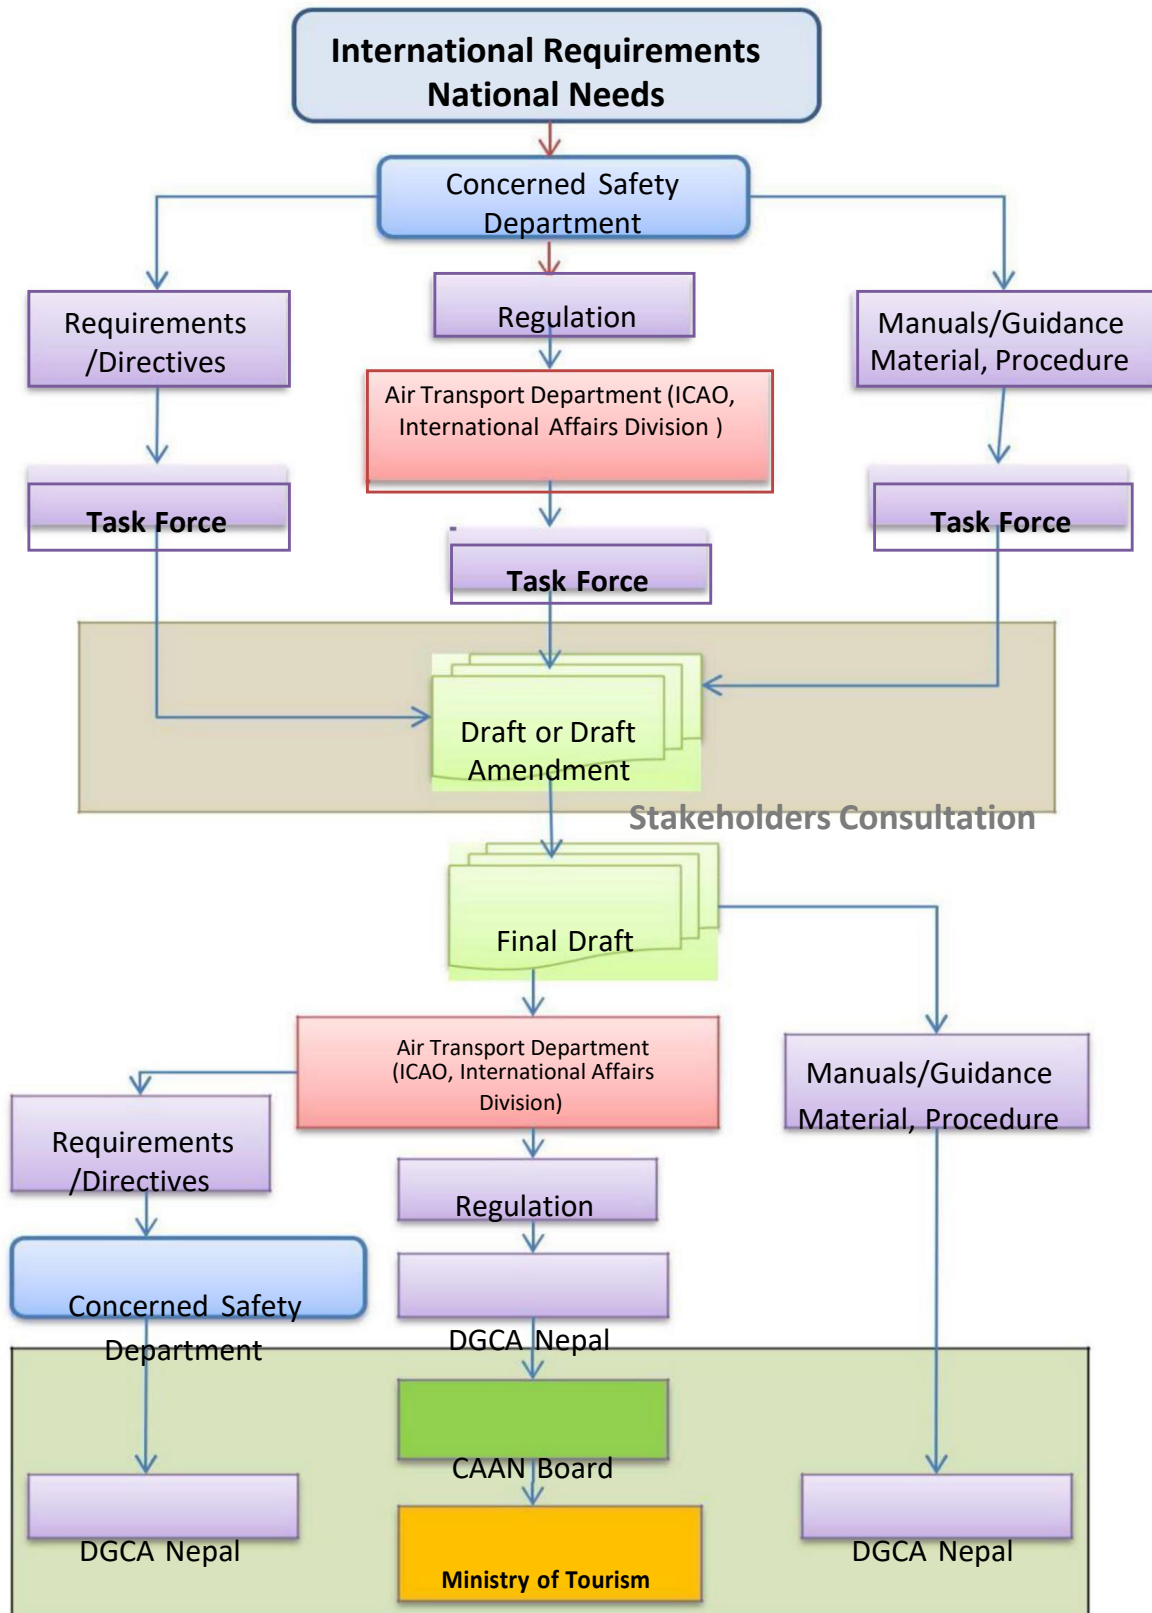 International Requirements
National Needs
Concerned Safety
Department
Requirements
/Directives
Regulation
Manuals/Guidance
Material, Procedure
Air Transport Department (ICAO,
International Affairs Division )
Task Force
Task Force
Task Force
Draft or Draft
Amendment
Stakeholders Consultation
Final Draft
Air Transport Department
(ICAO, International Affairs
Division)
Manuals/Guidance
Material, Procedure
Requirements
/Directives
Regulation
Concerned Safety
Department
DGCA Nepal
CAAN Board
DGCA Nepal
DGCA Nepal
Ministry of Tourism